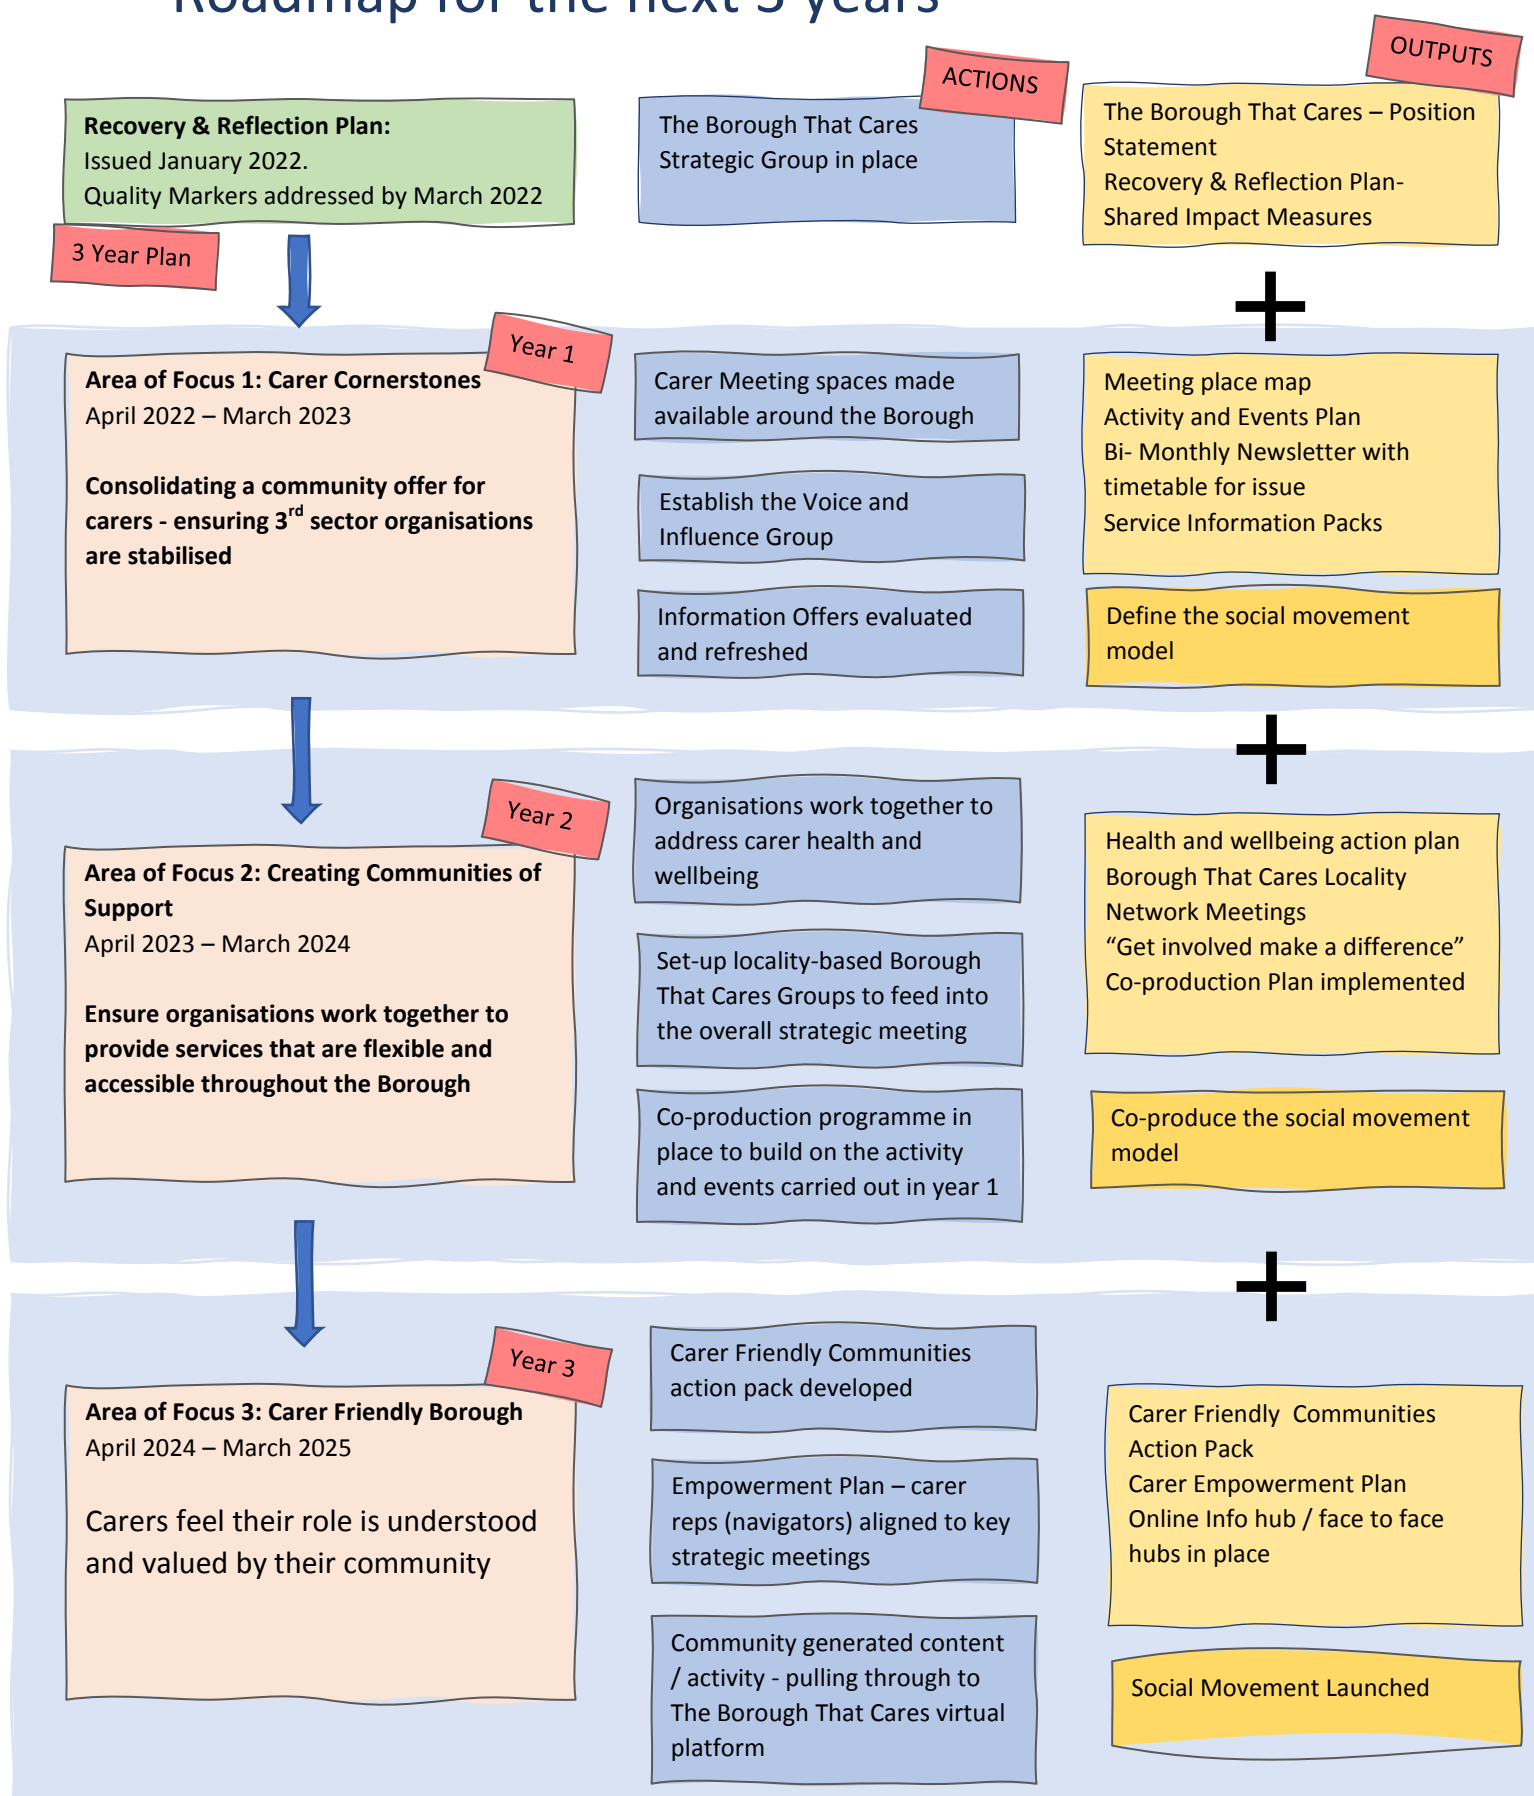 Roadmap for the next 3 years
ACTIONS
OUTPUTS
Recovery & Reflection Plan:
Issued January 2022.
Quality Markers addressed by March 2022
The Borough That Cares
Strategic Group in place
The Borough That Cares – Position
Statement
Recovery & Reflection Plan-
Shared Impact Measures
3 Year Plan
Year 1
Area of Focus 1: Carer Cornerstones
April 2022 – March 2023
Consolidating a community offer for
carers - ensuring 3rd sector organisations
are stabilised
Carer Meeting spaces made
available around the Borough
Establish the Voice and
Influence Group
Information Offers evaluated
and refreshed
Meeting place map
Activity and Events Plan
Bi- Monthly Newsletter with
timetable for issue
Service Information Packs
Define the social movement
model
Year 2
Area of Focus 2: Creating Communities of
Support
April 2023 – March 2024
Ensure organisations work together to
provide services that are flexible and
accessible throughout the Borough
Organisations work together to
address carer health and
wellbeing
Set-up locality-based Borough
That Cares Groups to feed into
the overall strategic meeting
Co-production programme in
place to build on the activity
and events carried out in year 1
Health and wellbeing action plan
Borough That Cares Locality
Network Meetings
“Get involved make a difference”
Co-production Plan implemented
Co-produce the social movement
model
Year 3
Area of Focus 3: Carer Friendly Borough
April 2024 – March 2025
Carers feel their role is understood
and valued by their community
Carer Friendly Communities
action pack developed
Empowerment Plan – carer
reps (navigators) aligned to key
strategic meetings
Community generated content
/ activity - pulling through to
The Borough That Cares virtual
platform
Carer Friendly  Communities
Action Pack
Carer Empowerment Plan
Online Info hub / face to face
hubs in place
Social Movement Launched